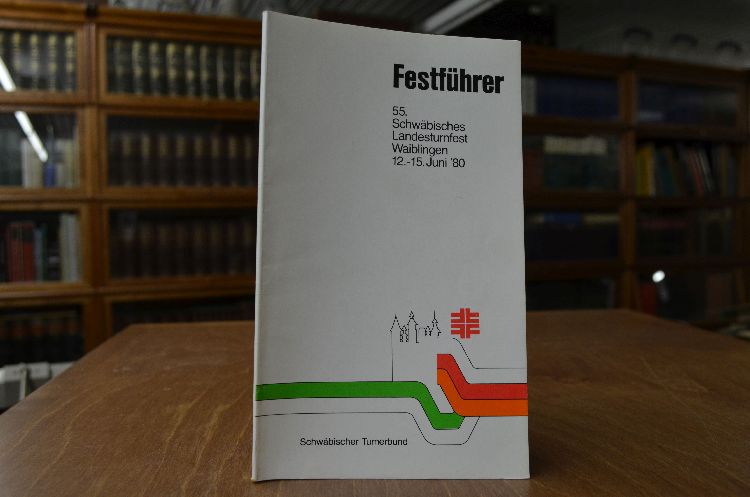 Festführer
55.
Schwäbisches
Landesturnfest
Waiblingen
12.-15. Juni '80
Schwäbischer Turnerbund